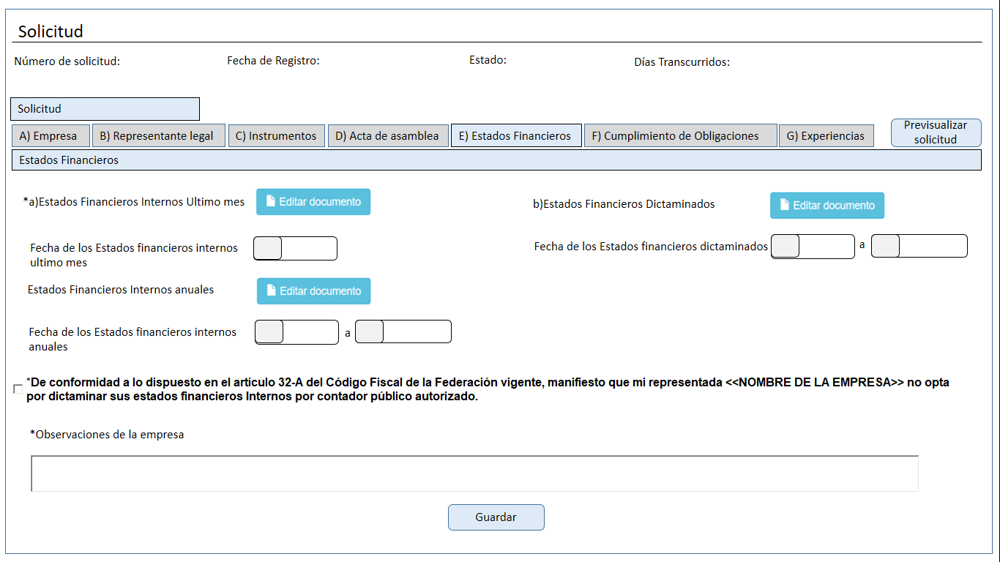 Solicitud
Número de solicitud:
Fecha de Registro:
Estado:
Días Transcurridos:
Solicitud
A) Empresa
B) Representante legal
C) Instrumentos
D) Acta de asamblea
E) Estados Financieros
F) Cumplimiento de Obligaciones
G) Experiencias
Previsualizar
solicitud
Estados Financieros
*a)Estados Financieros Internos Ultimo mes
Editar documento
b)Estados Financieros Dictaminados
Editar documento
Fecha de los Estados financieros internos
ultimo mes
Fecha de los Estados financieros dictaminados
a
Estados Financieros Internos anuales
Editar documento
Fecha de los Estados financieros internos
anuales
a
*De conformidad a lo dispuesto en el artículo 32-A del Código Fiscal de la Federación vigente, manifiesto que mi representada <<NOMBRE DE LA EMPRESA>> no opta
por dictaminar sus estados financieros Internos por contador público autorizado.
*Observaciones de la empresa
Guardar